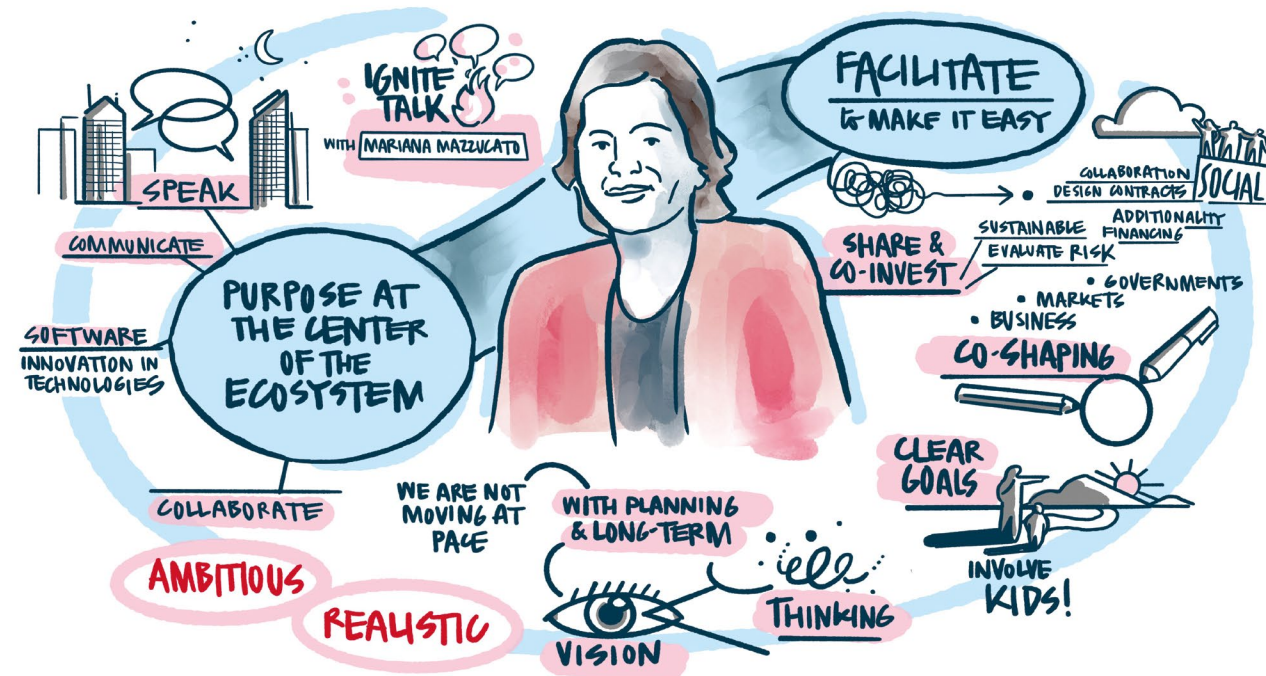 IGNITE
TALK
WITH MARIANA MAZZUCATO
SPEAK
COMMUNICATE
SOFTWARE
INNOVATION IN
TECHNOLOGIES
PURPOSE AT
THE CENTER
OF THE
ECOSYSTEM
COLLABORATE
AMBITIOUS
REALISTIC
WE ARE NOT
MOVING AT
PACE
WITH PLANNING
& LONG-TERM
VISION
THINKING
FACILITATE
to MAKE IT EASY
COLLABORATION
DESIGN CONTRACTS
SOCIAL
ADDITIONALITY
FINANCING
SHARE &
CO-INVEST
SUSTAINABLE
EVALUATE RISK
• GOVERNMENTS
• MARKETS
• BUSINESS
CO-SHAPING
CLEAR
GOALS
INVOLVE
KIDS!